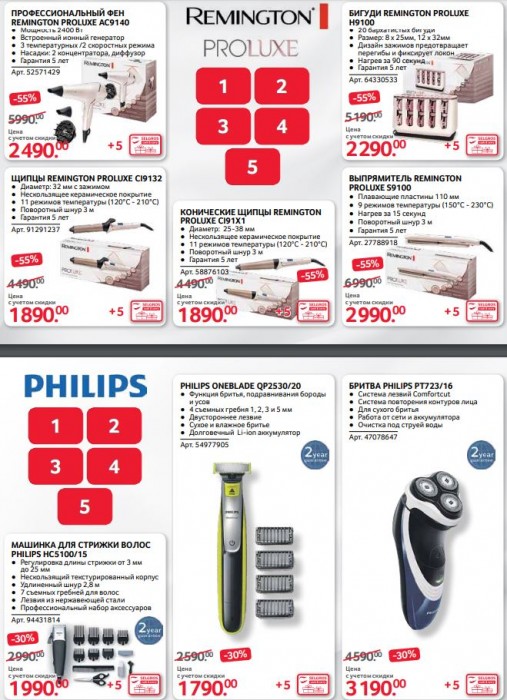 ПРОФЕССИОНАЛЬНЫЙ ФЕН
REMINGTON PROLUXE AC9140
• Мощность 2400 Вт
• Встроенный ионный генератор
• 3 температурных /2 скоростных режима
• Насадки: 2 концентратора, диффузор
• Гарантия 5 лет
Арт. 52571429
-55%
5990.00
Цена
с учетом скидки
2490.00
+5
REMINGTON
PROLUXE
1
2
3
4
5
БИГУДИ REMINGTON PROLUXE
H9100
• 20 бархатистых бигуди
• Размер: 8 x 25мм, 12 x 32мм
• Дизайн зажимов предотвращает
перегибы и фиксирует локон
• Нагрев за 90 секунд
• Гарантия 5 лет
Арт. 64330533
-55%
5190.00
Цена
с учетом скидки
2290.00
+5
ЩИПЦЫ REMINGTON PROLUXE CI9132
• Диаметр: 32 мм с зажимом
• Нескользящее керамическое покрытие
• 11 режимов температуры (120°C - 210°C)
• Поворотный шнур 3 м
• Гарантия 5 лет
Арт. 91291237
-55%
4490.00
Цена
с учетом скидки
1890.00
+5
КОНИЧЕСКИЕ ЩИПЦЫ REMINGTON
PROLUXE CI91X1
• Диаметр: 25-38 мм
• Нескользящее керамическое покрытие
• 11 режимов температуры (120°C - 210°C)
• Поворотный шнур 3м
• Гарантия 5 лет
Арт. 58876103
-55%
4490.00
Цена
с учетом скидки
1890.00
+5
ВЫПРЯМИТЕЛЬ REMINGTON
PROLUXE S9100
• Плавающие пластины 110 мм
• 9 режимов температуры (150°C - 230°C)
• Нагрев за 15 секунд
• Поворотный шнур 3 м
• Гарантия 5 лет
Арт. 27788918
-55%
6990.00
Цена
с учетом скидки
2990.00
+5
PHILIPS
1
2
3
4
5
МАШИНКА ДЛЯ СТРИЖКИ ВОЛОС
PHILIPS HC5100/15
• Регулировка длины стрижки от 3 мм
до 25 мм
• Нескользящий текстурированный корпус
• Удлиненный шнур 2,8 м
• 7 съемных гребней для волос
• Лезвия из нержавеющей стали
• Профессиональный набор аксессуаров
Арт. 94431814
2 year
-30%
2990.00
Цена
с учетом скидки
1990.00
+5
PHILIPS ONEBLADE QP2530/20
• Функция бритья, подравнивания бороды
и усов
• 4 съемных гребня 1, 2, 3 и 5 мм
• Двустороннее лезвие
• Сухое и влажное бритье
• Долговечный Li-ion аккумулятор
Арт. 54977905
2 year
-30%
2590.00
Цена
с учетом скидки
1790.00
+5
БРИТВА PHILIPS PT723/16
• Система лезвий Comfortcut
• Система повторения контуров лица
• Для сухого бритья
• Работа от сети и аккумулятора
• Очистка под струей воды
Арт. 47078647
2 year
PHILIPS
-30%
4590.00
Цена
с учетом скидки
3190.00
+5